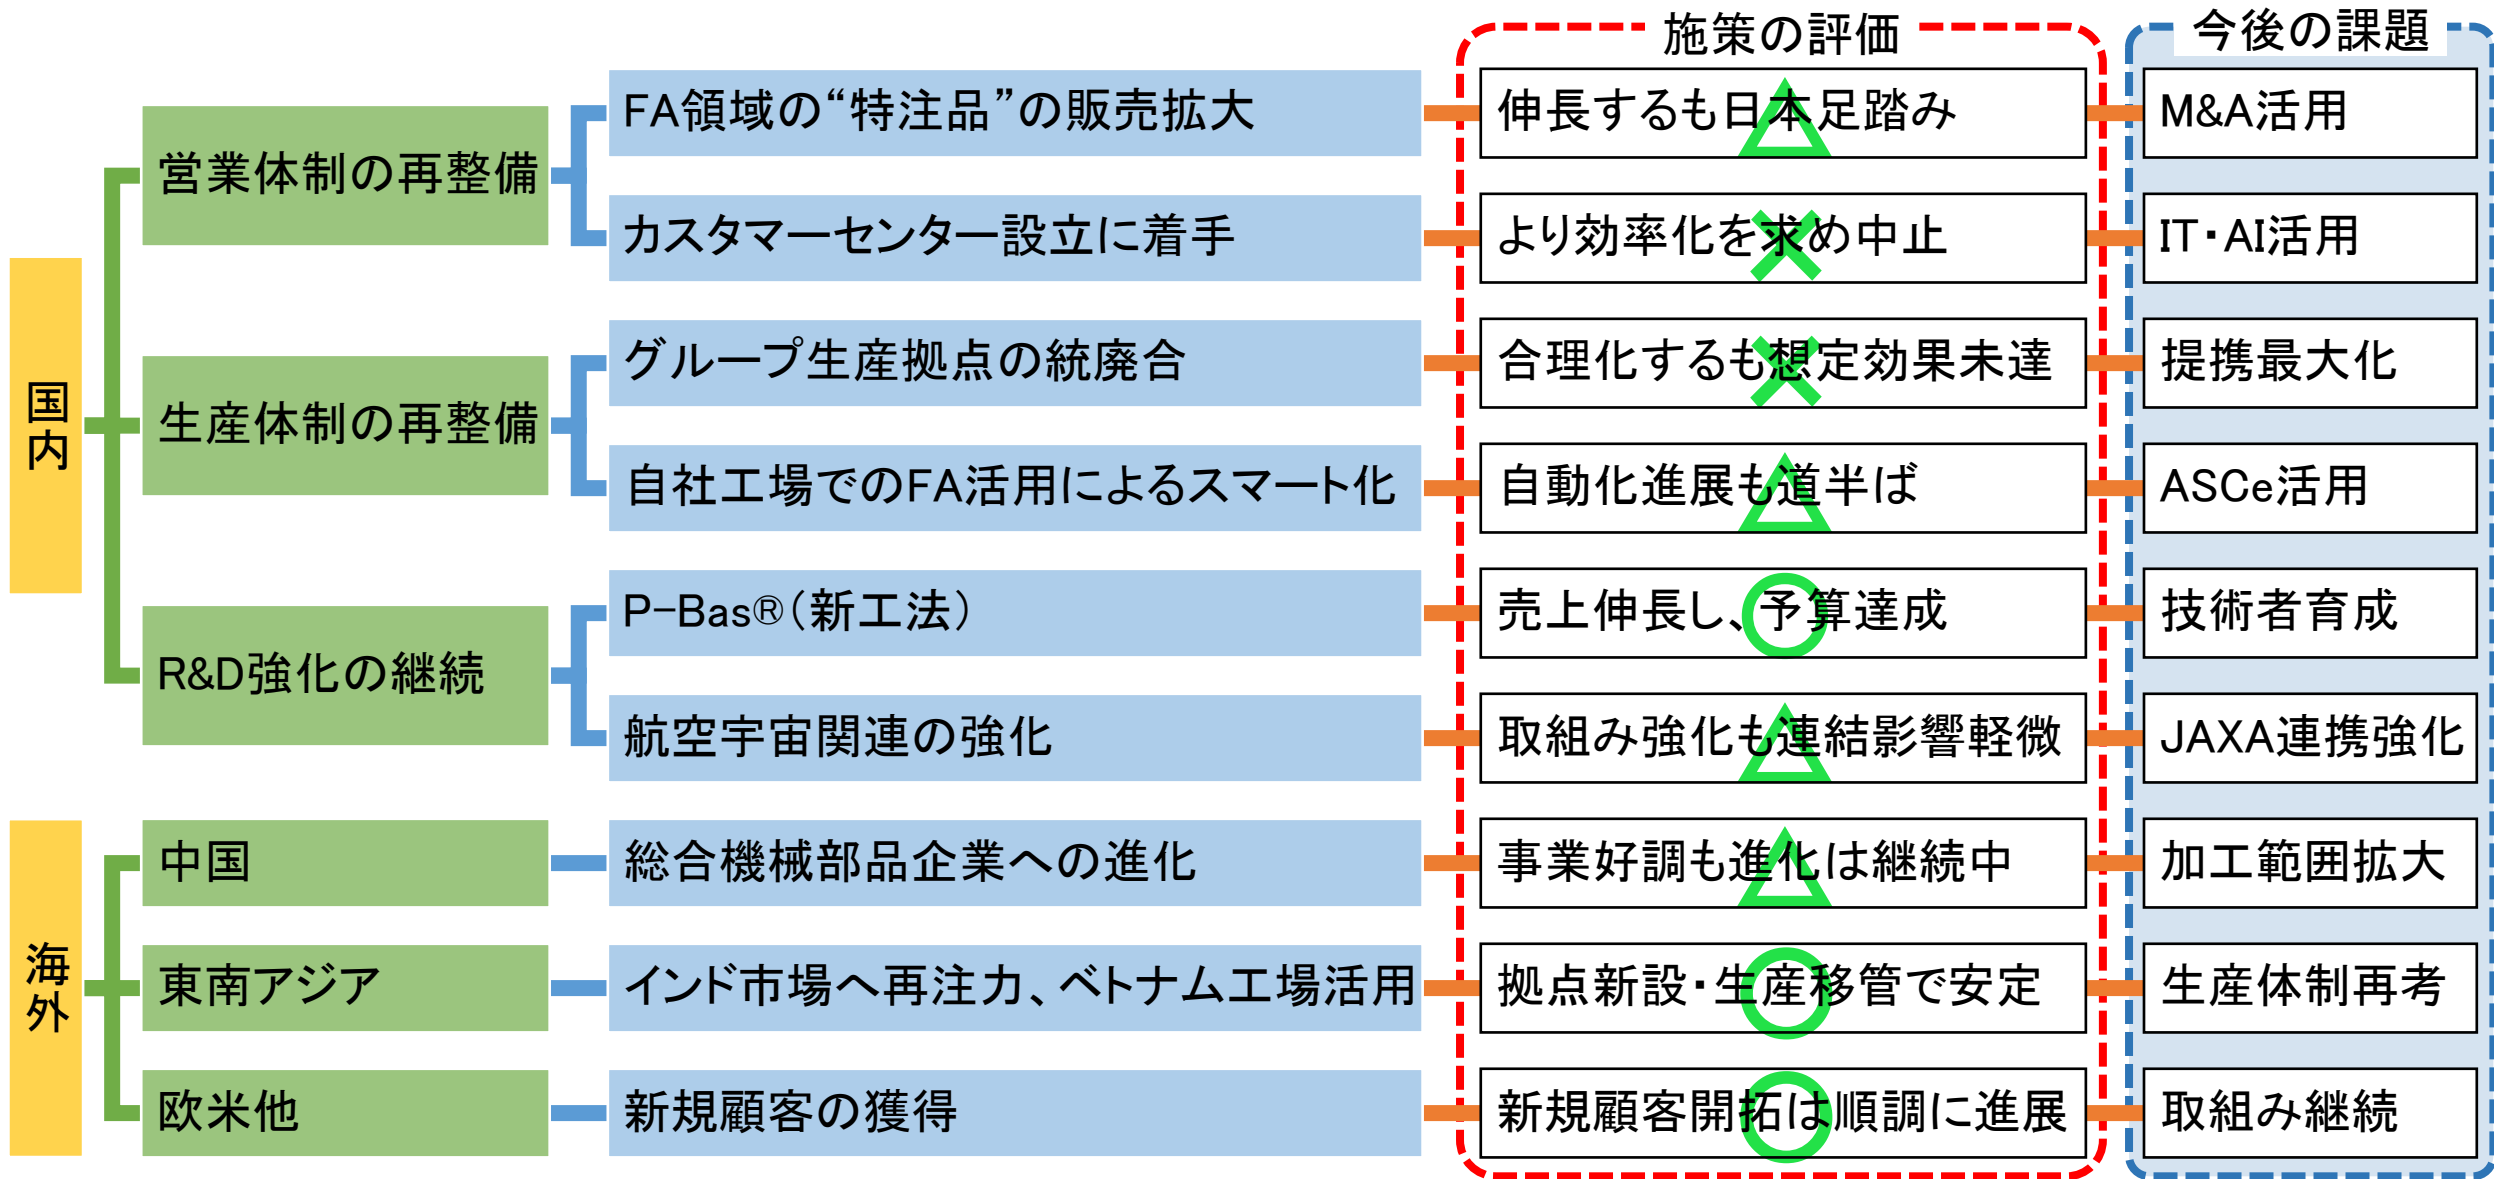 施策の評価
今後の課題
国内
営業体制の再整備
FA領域の“特注品”の販売拡大
伸長するも日本足踏み
M&A活用
カスタマーセンター設立に着手
より効率化を求め中止
IT・AI活用
生産体制の再整備
グループ生産拠点の統廃合
合理化するも想定効果未達
提携最大化
自社工場でのFA活用によるスマート化
自動化進展も道半ば
ASCe活用
R&D強化の継続
P-Bas®(新工法)
売上伸長し、予算達成
技術者育成
航空宇宙関連の強化
取組み強化も連結影響軽微
JAXA連携強化
海外
中国
総合機械部品企業への進化
事業好調も進化は継続中
加工範囲拡大
東南アジア
インド市場へ再注力、ベトナム工場活用
拠点新設・生産移管で安定
生産体制再考
欧米他
新規顧客の獲得
新規顧客開拓は順調に進展
取組み継続